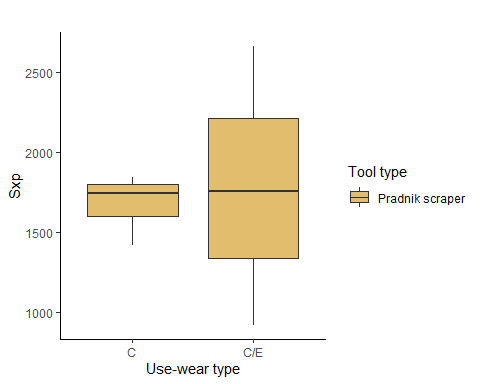 2500
2000
1500
1000
Sxp
C
C/E
Use-wear type
Tool type
Pradnik scraper